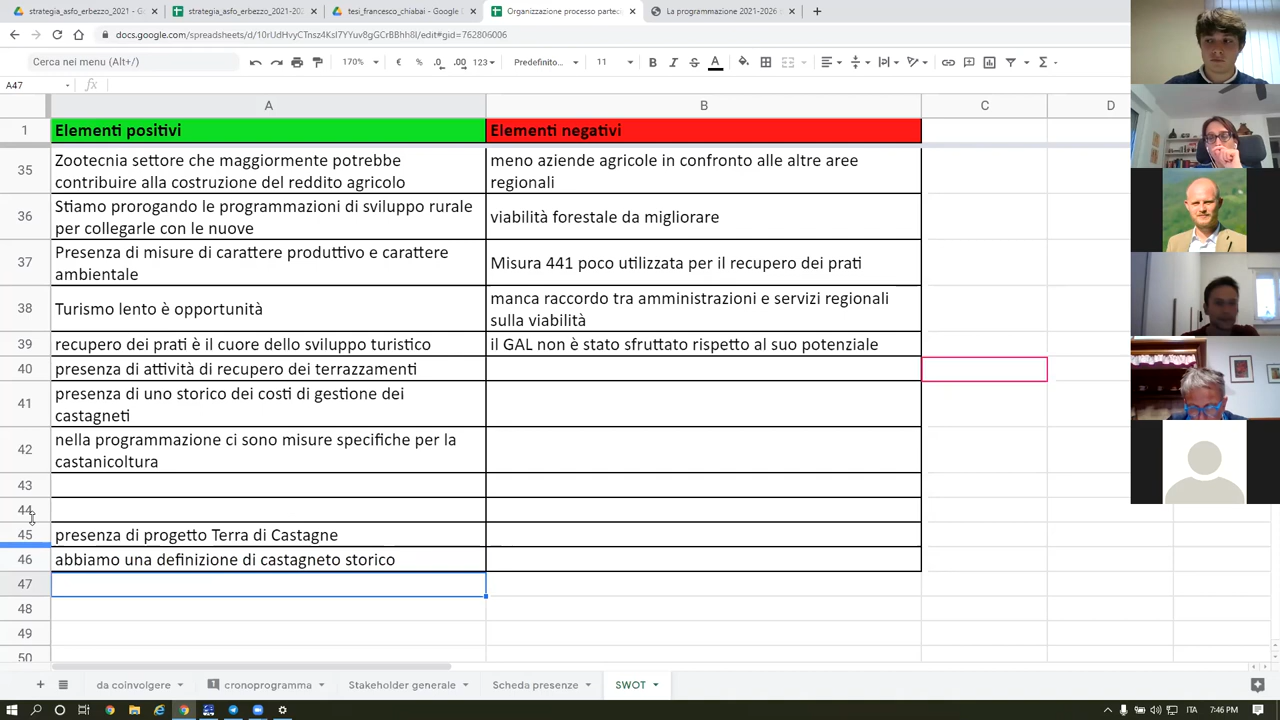 strategia_asfo_erbezzo_2021 - G
strategia_asfo_erbezzo_2021-202
tesi_francesco_chiabai - Google D
Organizzazione processo partec
La programmazione 2021-2026 d
docs.google.com/spreadsheets/d/10rUdHvyCTnsz4KsI7YYuv8gGCrBBhh8l/edit#gid=762806006
Cerca nei menu (Alt+/)
170%
€
%
.0
.00
123
Predefinito...
11
B
I
S
A
A47
fx
A
B
C
D
1
Elementi positivi
Elementi negativi
35
Zootecnia settore che maggiormente potrebbe
contribuire alla costruzione del reddito agricolo
meno aziende agricole in confronto alle altre aree
regionali
36
Stiamo prorogando le programmazioni di sviluppo rurale
per collegarle con le nuove
viabilità forestale da migliorare
37
Presenza di misure di carattere produttivo e carattere
ambientale
Misura 441 poco utilizzata per il recupero dei prati
38
Turismo lento è opportunità
manca raccordo tra amministrazioni e servizi regionali
sulla viabilità
39
recupero dei prati è il cuore dello sviluppo turistico
il GAL non è stato sfruttato rispetto al suo potenziale
40
presenza di attività di recupero dei terrazzamenti
41
presenza di uno storico dei costi di gestione dei
castagneti
42
nella programmazione ci sono misure specifiche per la
castanicoltura
43
44
45
presenza di progetto Terra di Castagne
46
abbiamo una definizione di castagneto storico
47
48
49
50
da coinvolgere
1
cronoprogramma
Stakeholder generale
Scheda presenze
SWOT
ITA
7:46 PM